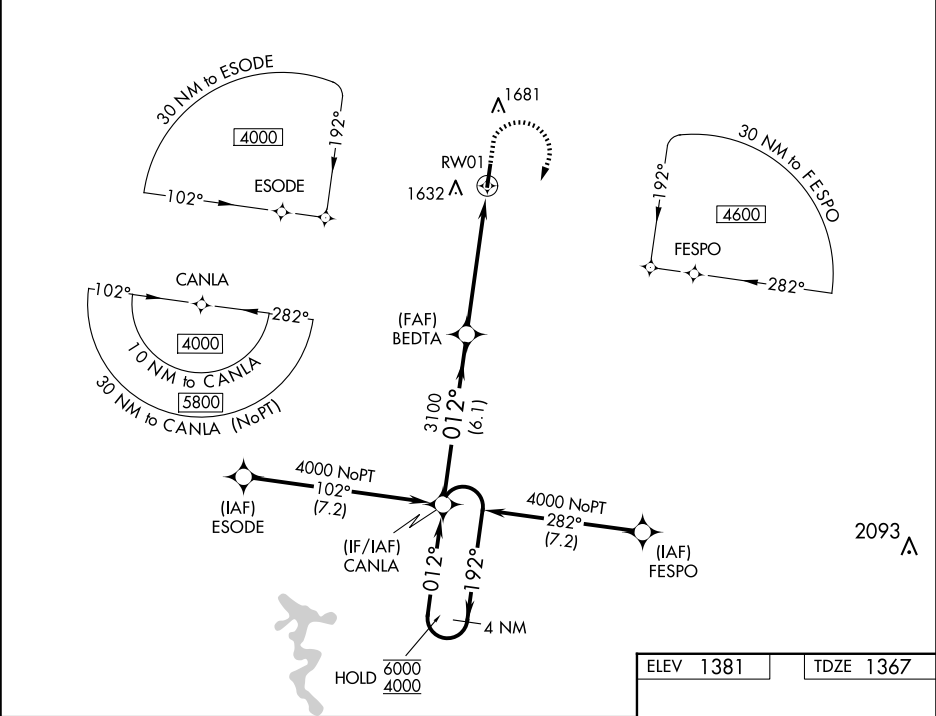 30 NM to ESODE
4000
192°
ESODE
102°
1681
RW01
1632
30 NM to FESPO
192°
4600
FESPO
282°
CANLA
102°
282°
4000
10 NM to CANLA
5800
30 NM to CANLA (NoPT)
(FAF)
BEDTA
3100
012°
(6.1)
4000 NoPT
102°
(7.2)
(IAF)
ESODE
4000 NoPT
282°
(7.2)
(IAF)
FESPO
(IF/IAF)
CANLA
012°
192°
4 NM
HOLD 6000
4000
2093
ELEV 1381
TDZE 1367